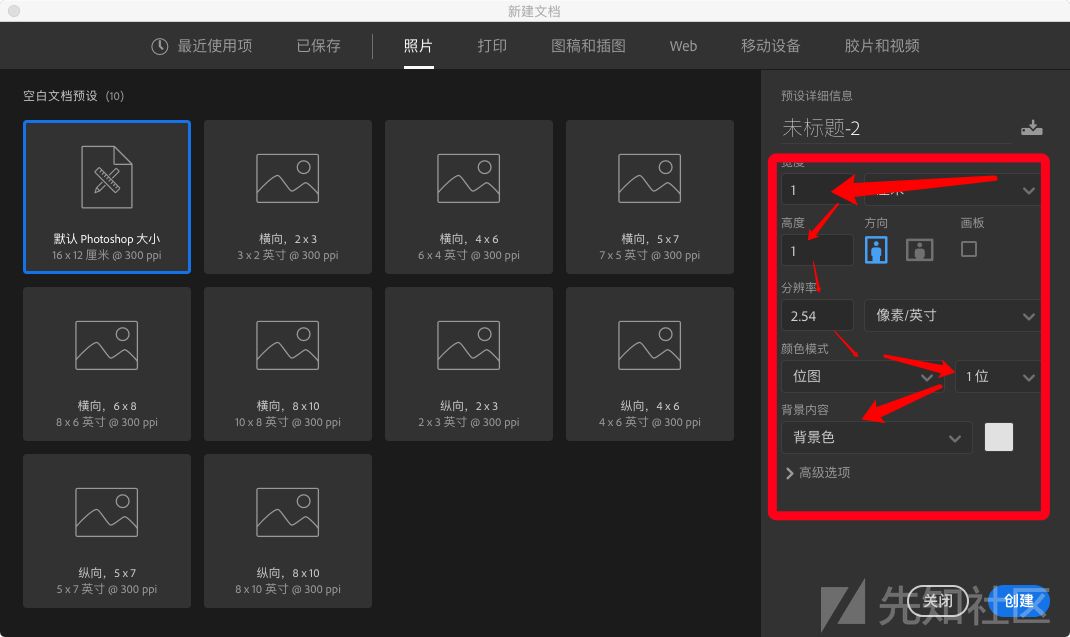 新建文档
最近使用项 已保存 照片 打印 图稿和插图 Web 移动设备 胶片和视频
空白文档预设 (10)
默认 Photoshop 大小
16 x 12 厘米 @ 300 ppi
横向，2 x 3
3 x 2 英寸 @ 300 ppi
横向，4 x 6
6 x 4 英寸 @ 300 ppi
横向，5 x 7
7 x 5 英寸 @ 300 ppi
横向，6 x 8
8 x 6 英寸 @ 300 ppi
横向，8 x 10
10 x 8 英寸 @ 300 ppi
纵向，2 x 3
2 x 3 英寸 @ 300 ppi
纵向，4 x 6
4 x 6 英寸 @ 300 ppi
纵向，5 x 7
5 x 7 英寸 @ 300 ppi
纵向，8 x 10
8 x 10 英寸 @ 300 ppi
预设详细信息
未标题-2
宽度
1 厘米
高度 方向 画板
1
分辨率
2.54 像素/英寸
颜色模式
位图 1 位
背景内容
背景色
高级选项
关闭 创建
先知社区